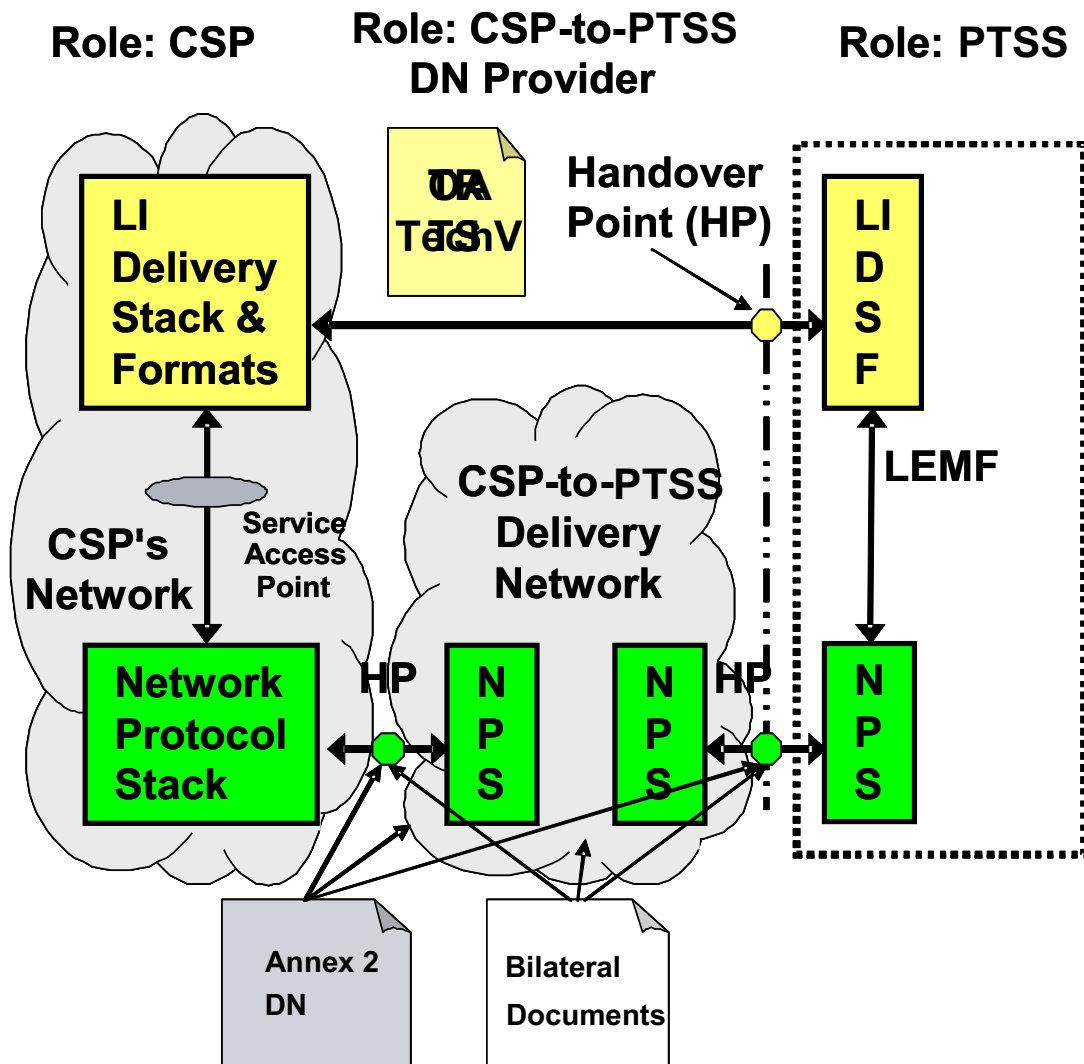 Role: CSP
Role: CSP-to-PTSS
DN Provider
Role: PTSS
Handover
Point (HP)
LI
Delivery
Stack &
Formats
LI
D
S
F
LEMF
CSP-to-PTSS
Delivery
Network
Service
Access
Point
CSP's
Network
Network
Protocol
Stack
HP
N
P
S
N
P
S
HP
N
P
S
Annex 2
DN
Bilateral
Documents